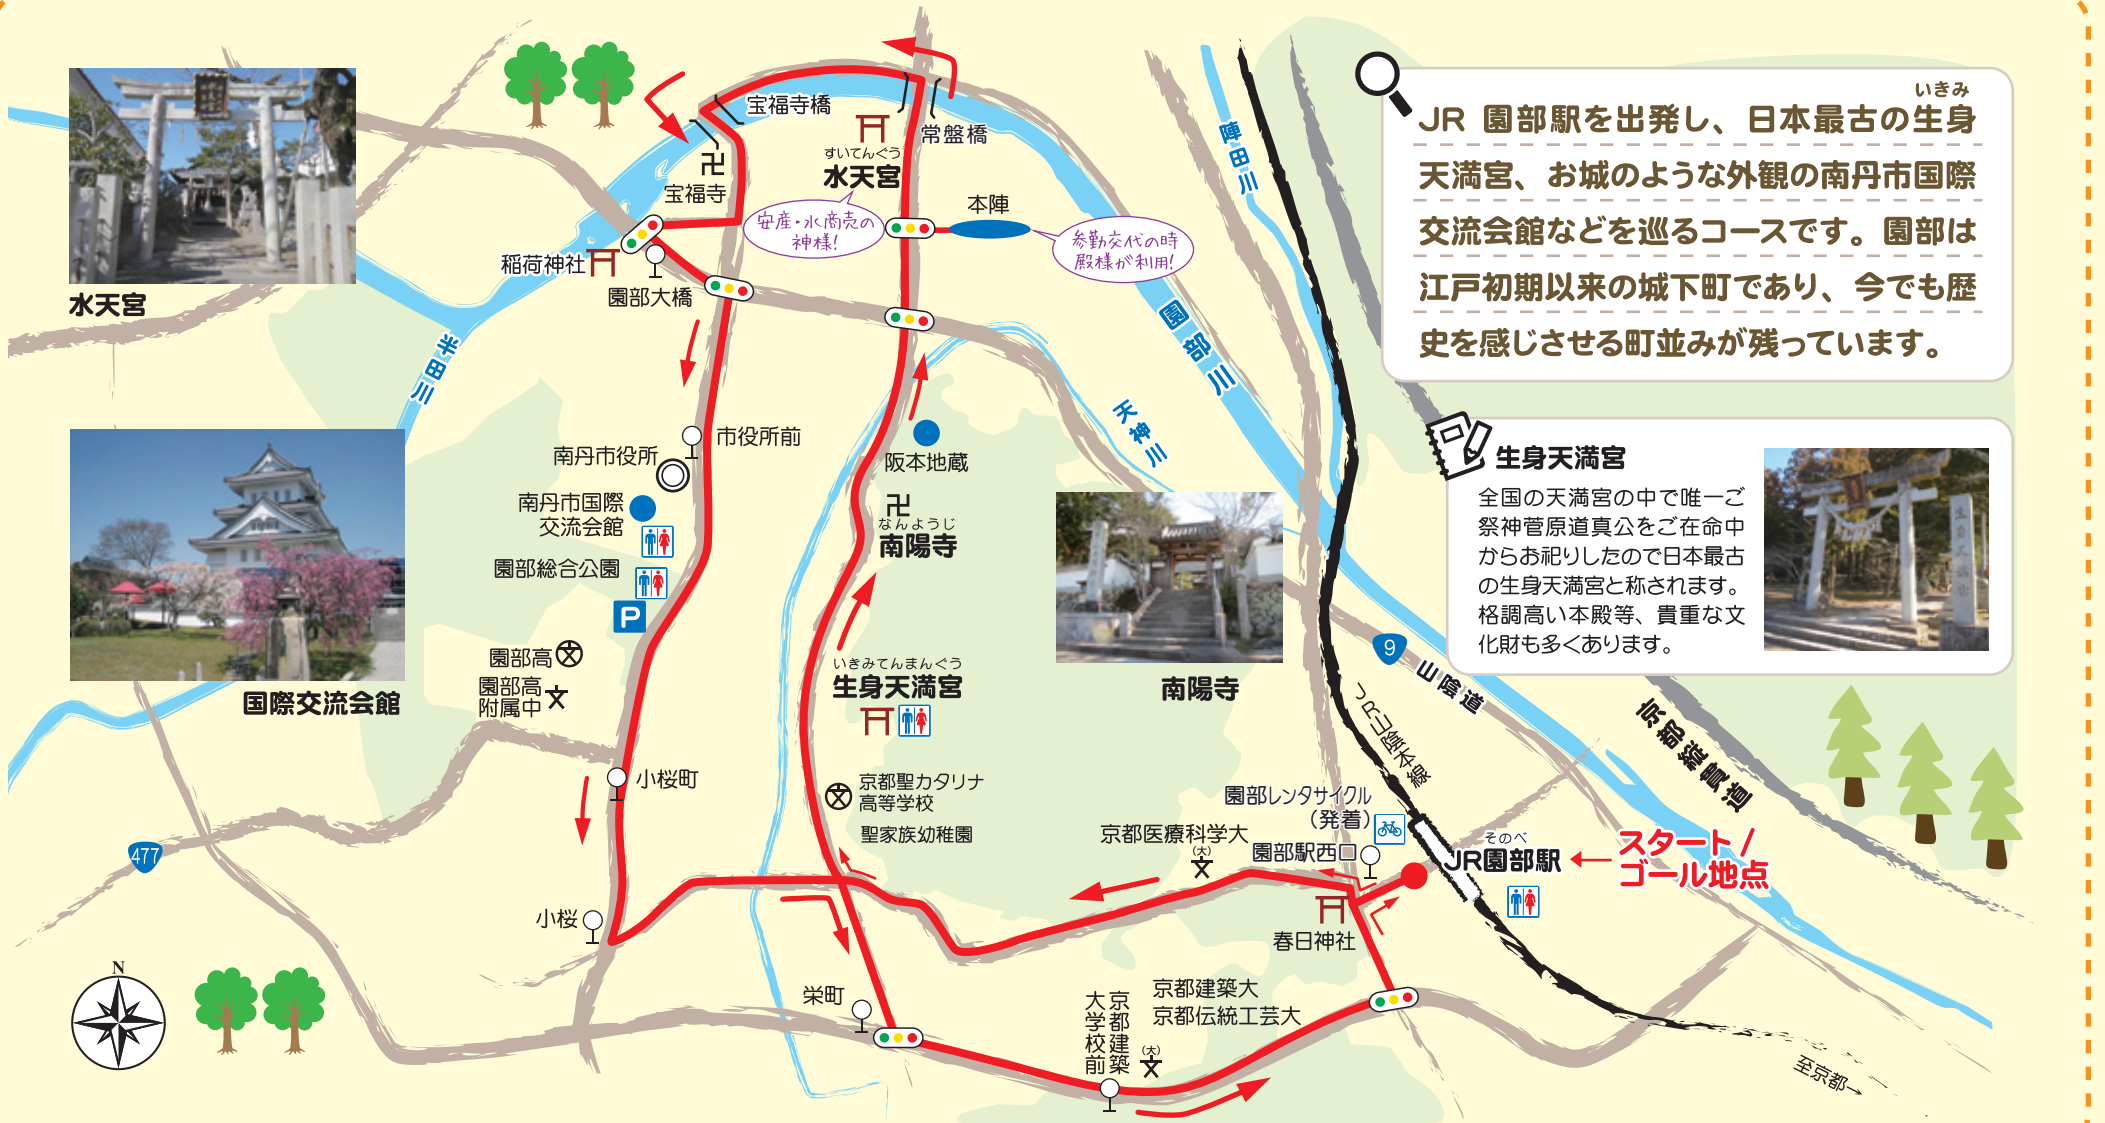 いきみ
JR 園部駅を出発し、日本最古の生身
天満宮、お城のような外観の南丹市国際
交流会館などを巡るコースです。園部は
江戸初期以来の城下町であり、今でも歴
史を感じさせる町並みが残っています。
生身天満宮
全国の天満宮の中で唯一ご
祭神菅原道真公をご在命中
からお祀りしたので日本最古
の生身天満宮と称されます。
格調高い本殿等、貴重な文
化財も多くあります。
水天宮
国際交流会館
南陽寺
宝福寺橋
常盤橋
すいてんぐう
水天宮
安産・水商売の
神様!
本陣
参勤交代の時
殿様が利用!
宝福寺
稲荷神社
園部大橋
陣田川
園部川
天神川
半田川
市役所前
南丹市役所
南丹市国際
交流会館
園部総合公園
P
園部高
園部高
附属中
阪本地蔵
なんようじ
南陽寺
いきみてんまんぐう
生身天満宮
京都聖カタリナ
高等学校
聖家族幼稚園
小桜町
小桜
477
栄町
9
山陰道
京都縦貫道
JR山陰本線
園部レンタサイクル
(発着)
京都医療科学大
(大)
園部駅西口
そのべ
JR園部駅
スタート/
ゴール地点
春日神社
京都建築大
京都伝統工芸大
京都建築
大学校前
(大)
至京都→
N